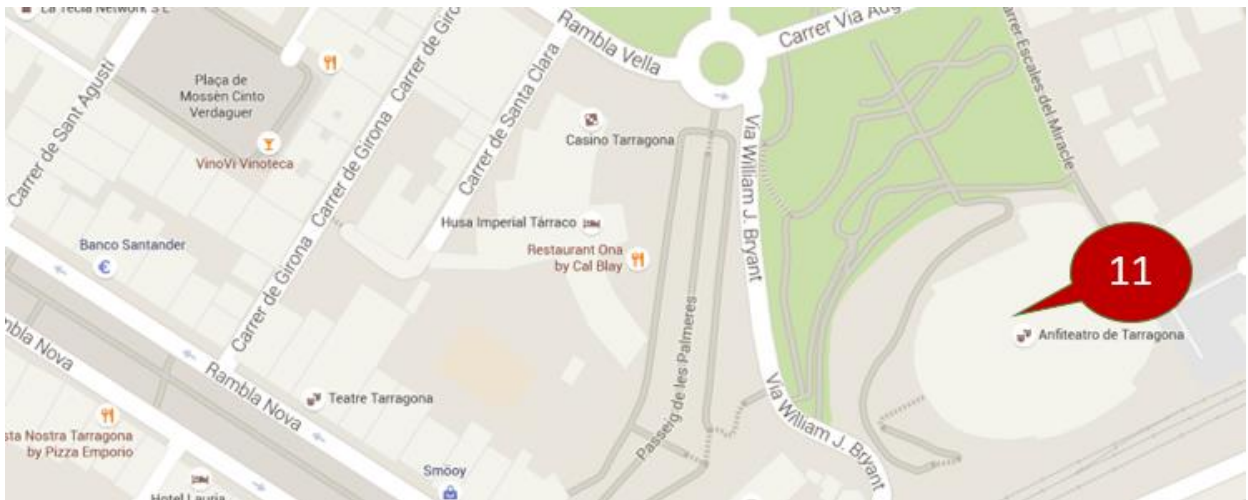 La Tecla Network S L
Rambla Vella
Carrer Via Aug
Carrer de Sant Agustí
Plaça de
Mossèn Cinto
Verdaguer
VinoVi Vinoteca
Carrer de Girona
Carrer de Girona
Carrer de Giro
Carrer de Santa Clara
Casino Tarragona
Carrer Escales del Miracle
Via William J. Bryant
Husa Imperial Tárraco
Restaurant Ona
by Cal Blay
Banco Santander
€
11
Anfiteatro de Tarragona
Passeig de les Palmeres
Rambla Nova
mbla Nova
Teatre Tarragona
Via William J. Bryant
sta Nostra Tarragona
by Pizza Emporio
Smöoy
Hotel Lauria